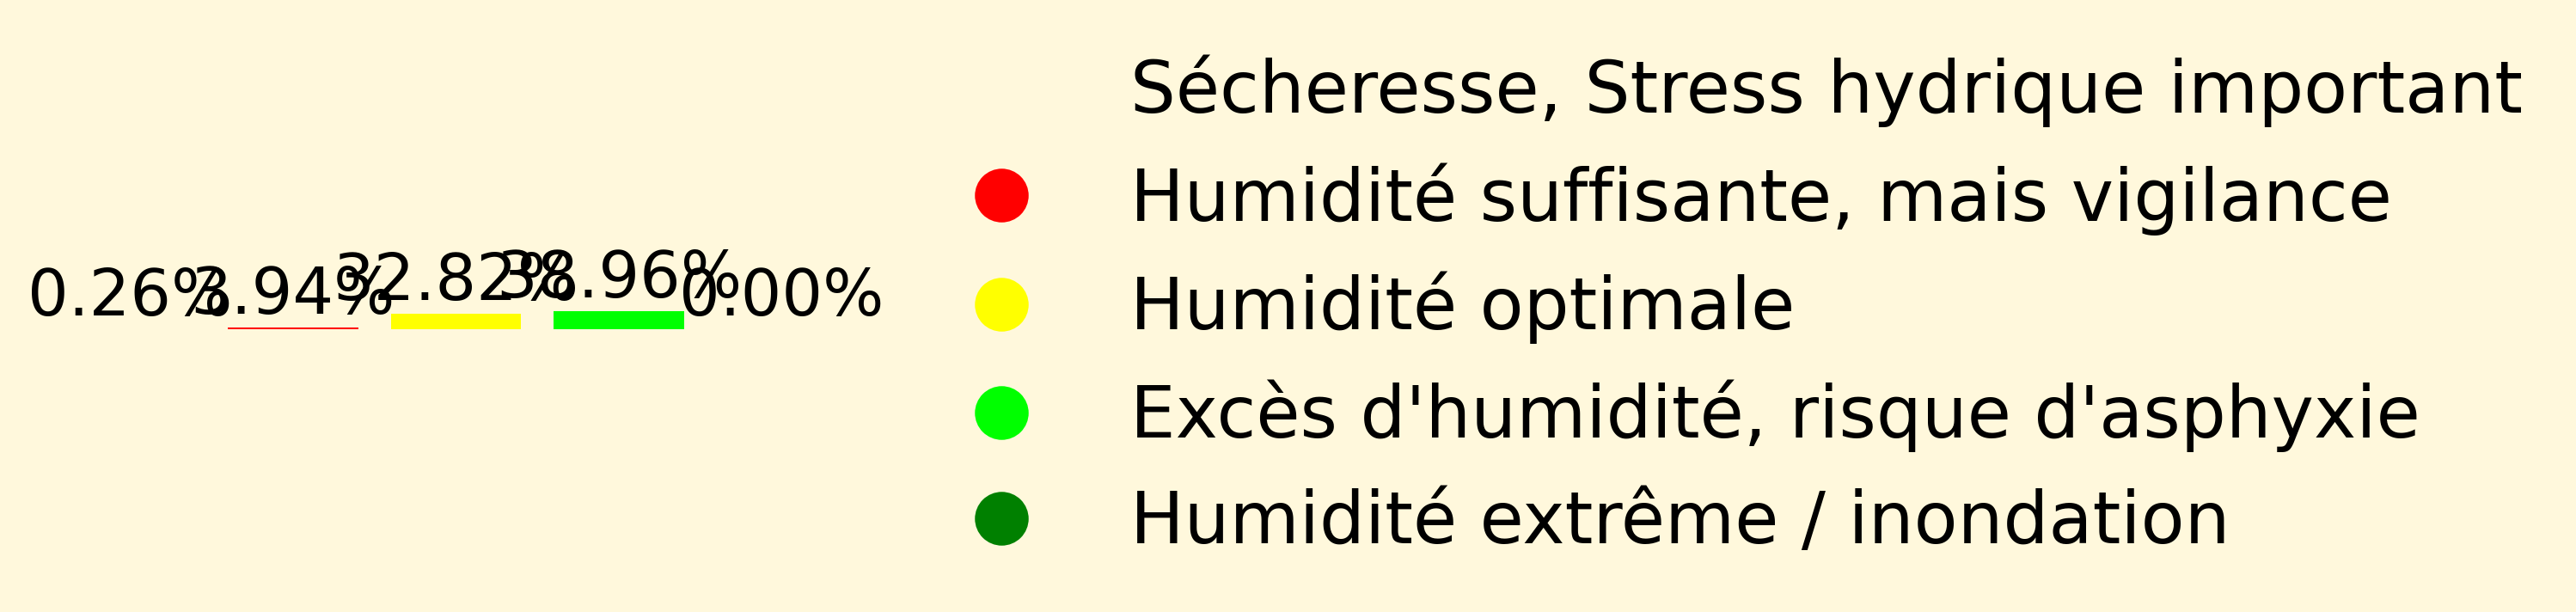 Sécheresse, Stress hydrique important
Humidité suffisante, mais vigilance
Humidité optimale
Excès d'humidité, risque d'asphyxie
Humidité extrême / inondation
0.26% 3.94% 32.82% 38.96% 0.00%